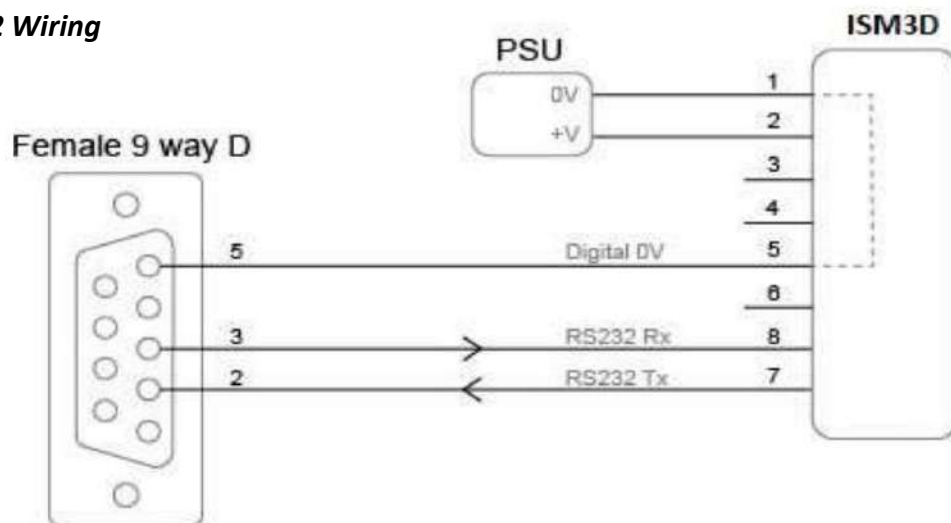 2 Wiring
ISM3D
PSU
0V
1
+V
2
Female 9 way D
3
4
5
Digital 0V
5
6
3
RS232 Rx
8
2
RS232 Tx
7